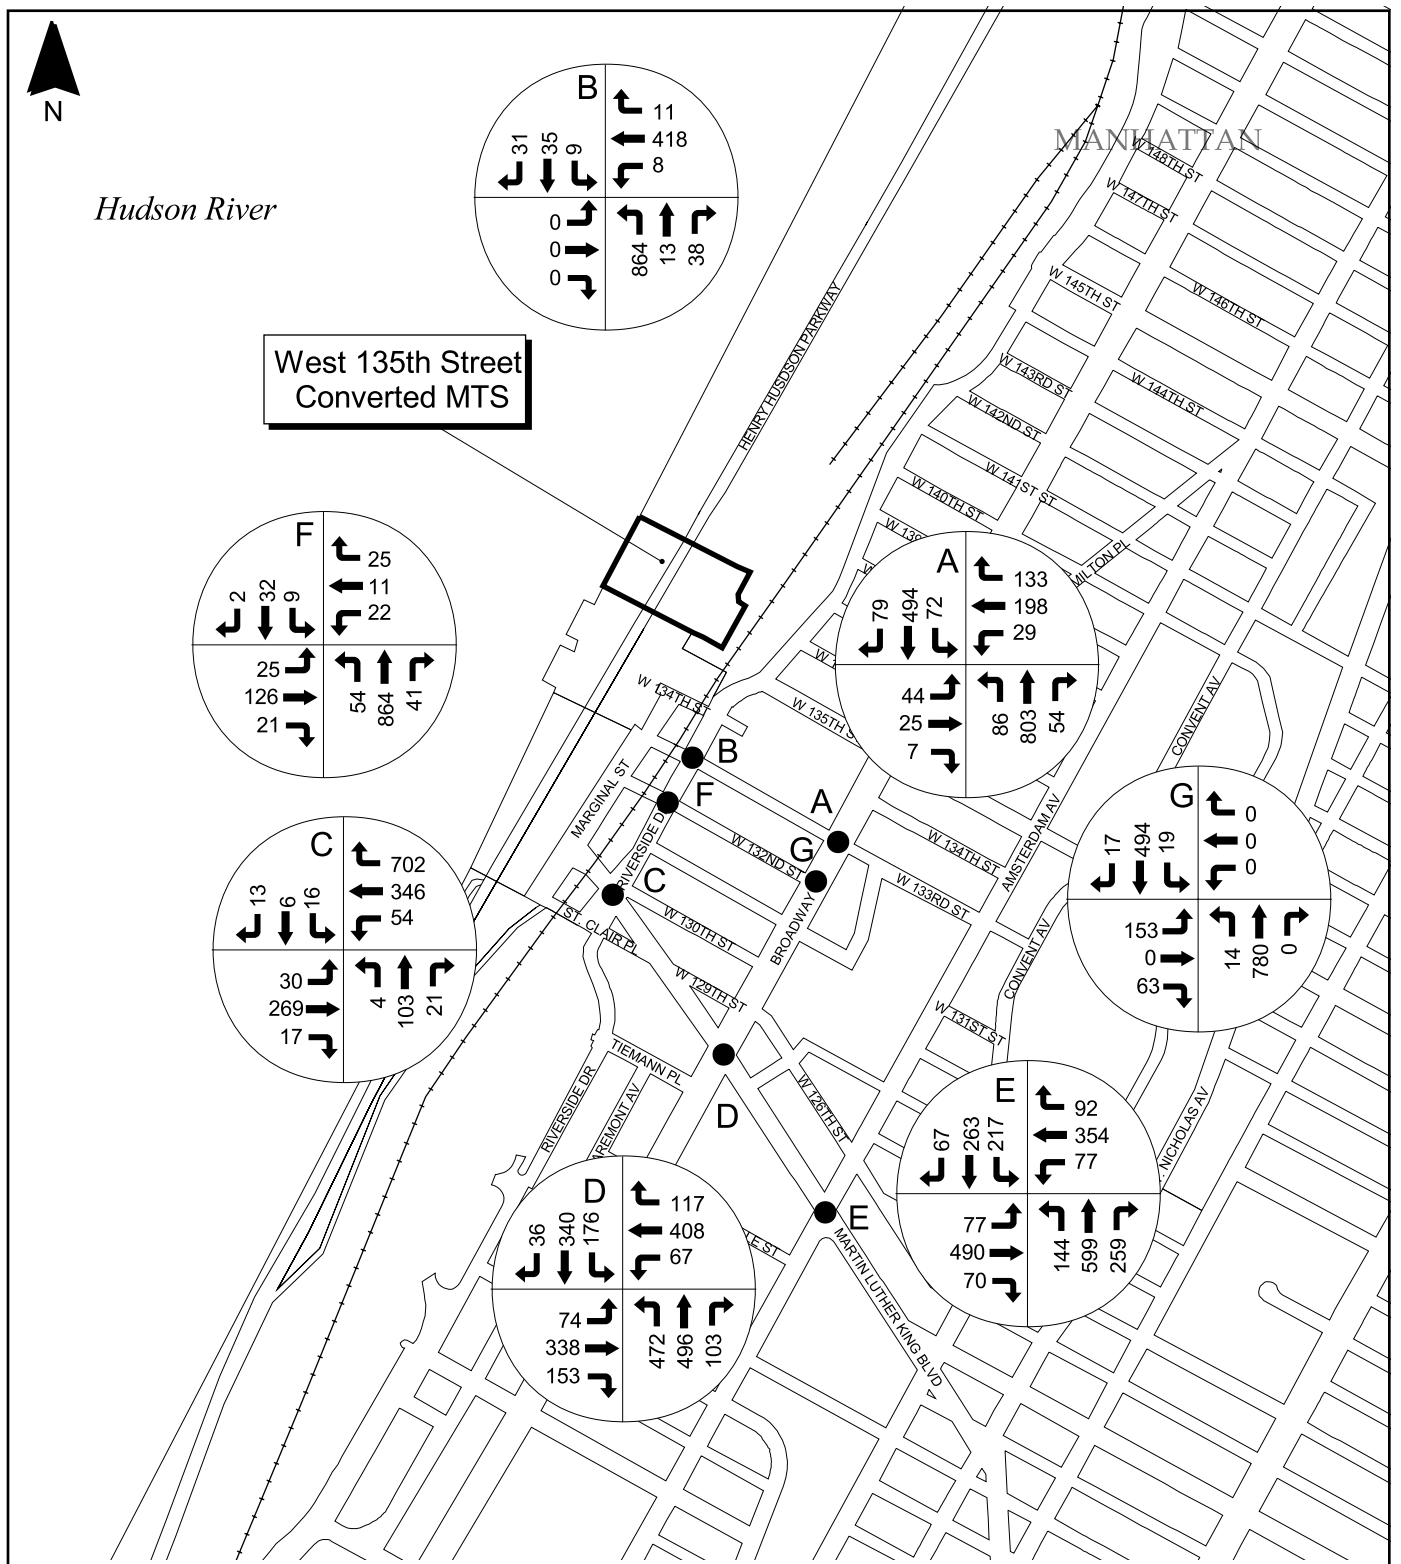 N
Hudson River
MANHATTAN
West 135th Street
Converted MTS
HENRY HUSDSON PARKWAY
B
11
418
8
31
35
9
0
0
0
864
13
38
W 148TH ST
W 147TH ST
W 145TH ST
W 146TH ST
W 143RD ST
W 144TH ST
W 142ND ST
W 141ST ST
W 140TH ST
W 139
MILTON PL
F
25
11
22
2
32
9
25
126
21
54
864
41
A
133
198
29
79
494
72
44
25
7
86
803
54
W 134TH ST
W 135TH S
CONVENT AV
MARGINAL ST
B
F
A
G
C
RIVERSIDE D
W 132ND ST
W 134TH ST
W 133RD ST
AMSTERDAM AV
BROADWAY
ST. CLAIR PL
W 130TH ST
W 129TH ST
CONVENT AV
W 131ST ST
G
0
0
0
17
494
19
153
0
63
14
780
0
C
702
346
54
13
6
16
30
269
17
4
103
21
TIEMANN PL
RIVERSIDE DR
AREMONT AV
D
W 126TH ST
NICHOLAS AV
E
92
354
77
67
263
217
77
490
70
144
599
259
D
117
408
67
36
340
176
74
338
153
472
496
103
LE ST
E
MARTIN LUTHER KING BLVD